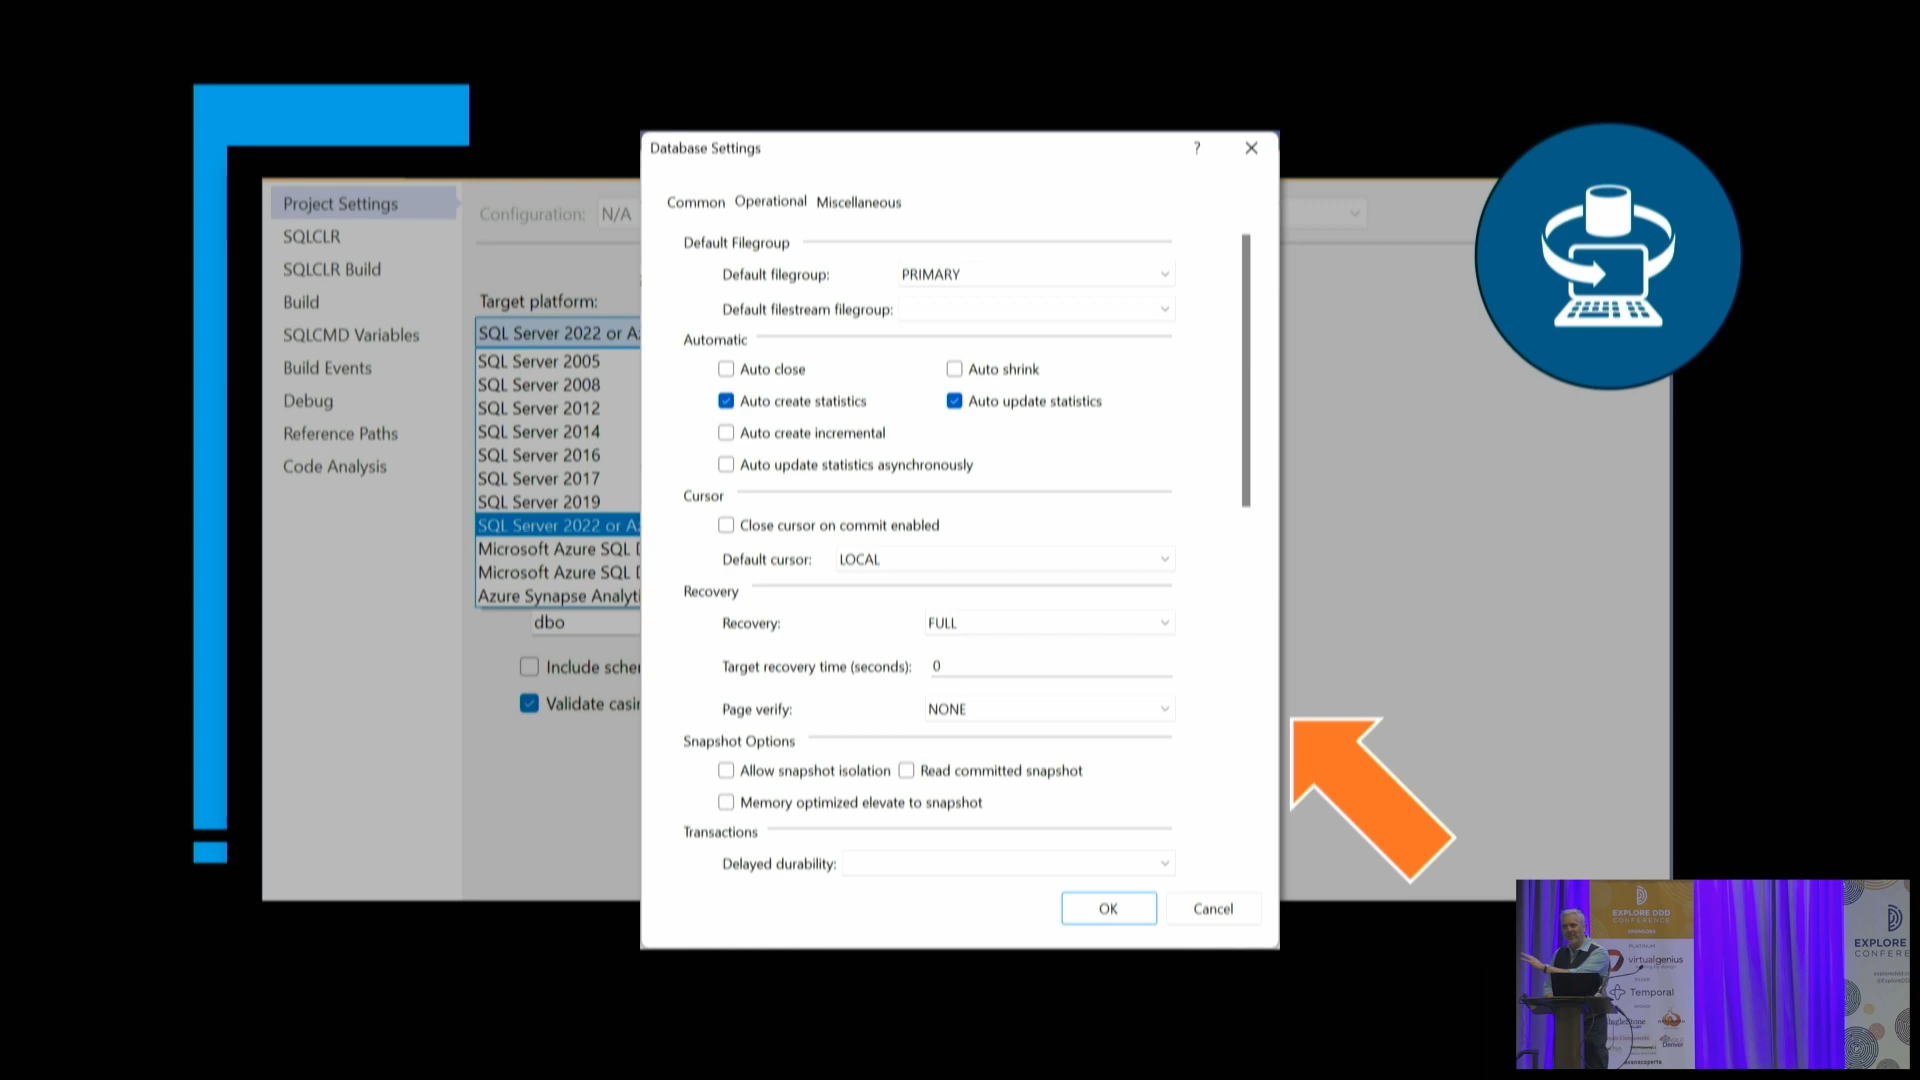 Database Settings
?
Common Operational Miscellaneous
Default Filegroup
Default filegroup: PRIMARY
Default filestream filegroup:
Automatic
Auto close Auto shrink
Auto create statistics Auto update statistics
Auto create incremental
Auto update statistics asynchronously
Cursor
Close cursor on commit enabled
Default cursor: LOCAL
Recovery
Recovery: FULL
Target recovery time (seconds): 0
Page verify: NONE
Snapshot Options
Allow snapshot isolation Read committed snapshot
Memory optimized elevate to snapshot
Transactions
Delayed durability:
OK Cancel
Project Settings
SQLCLR
SQLCLR Build
Build
SQLCMD Variables
Build Events
Debug
Reference Paths
Code Analysis
Configuration: N/A
Target platform:
SQL Server 2022 or A
SQL Server 2005
SQL Server 2008
SQL Server 2012
SQL Server 2014
SQL Server 2016
SQL Server 2017
SQL Server 2019
SQL Server 2022 or A
Microsoft Azure SQL
Microsoft Azure SQL
Azure Synapse Analyti
dbo
Include sche
Validate casi
EXPLORE DDD
CONFERENCE
SPONSORS
PLATINUM
virtualgenius
Temporal
EXPLORE
CONFERE